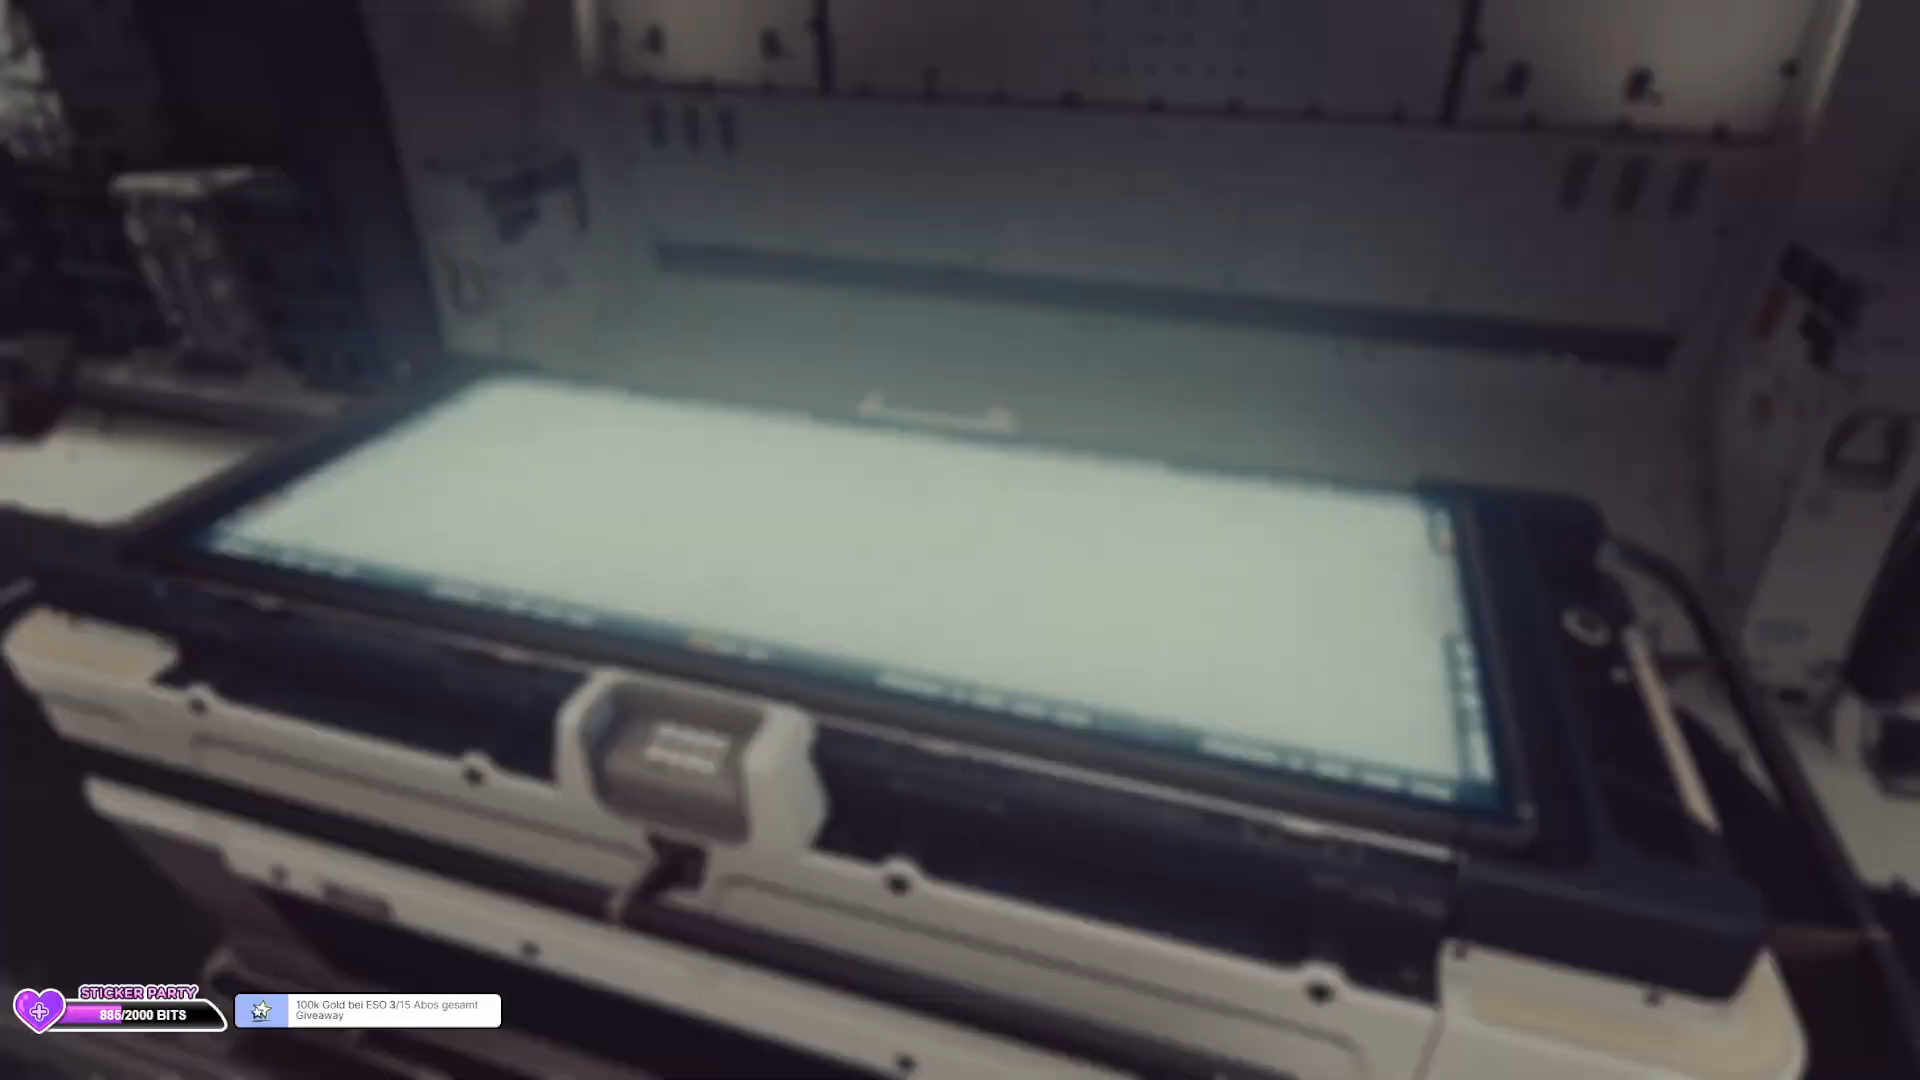 STICKER PARTY
885/2000 BITS
100k Gold bei ESO 3/15 Abos gesamt
Giveaway